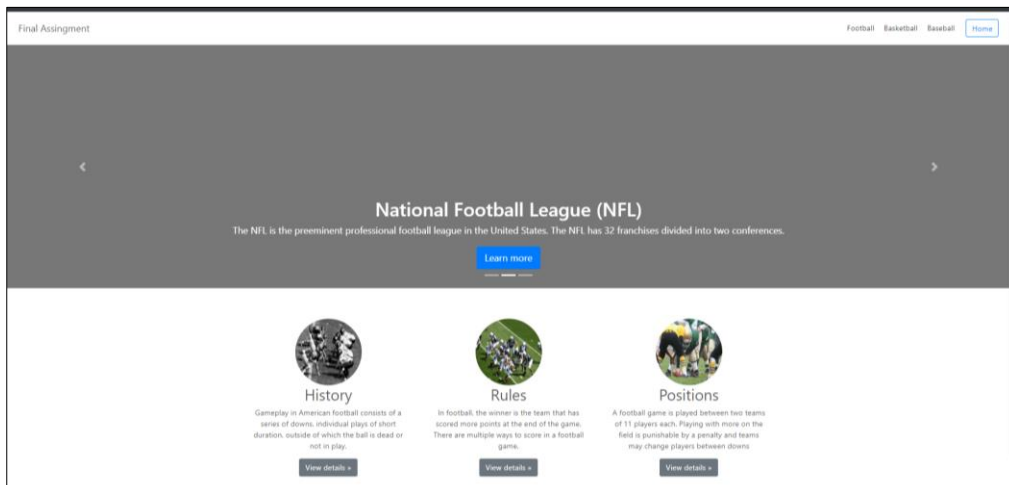 Final Assingment
Football Basketball Baseball Home
National Football League (NFL)
The NFL is the preeminent professional football league in the United States. The NFL has 32 franchises divided into two conferences.
Learn more
History
Gameplay in American football consists of a
series of downs, individual plays of short
duration, outside of which the ball is dead or
not in play.
View details »
Rules
In football, the winner is the team that has
scored more points at the end of the game.
There are multiple ways to score in a football
game.
View details »
Positions
A football game is played between two teams
of 11 players each. Playing with more on the
field is punishable by a penalty and teams
may change players between downs
View details »